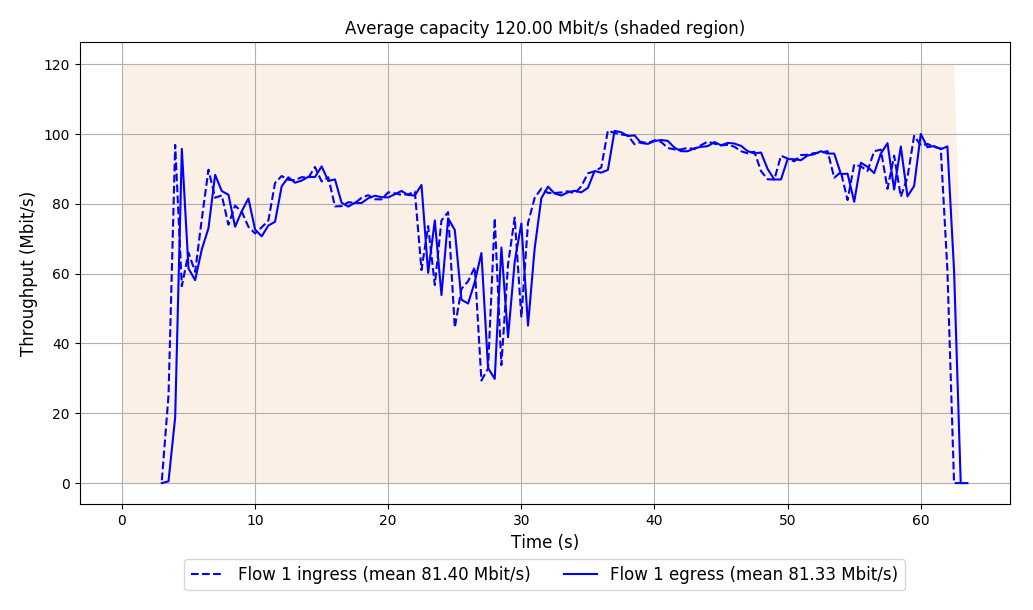 Average capacity 120.00 Mbit/s (shaded region)
Throughput (Mbit/s)
120
100
80
60
40
20
0
0 10 20 30 40 50 60
Time (s)
Flow 1 ingress (mean 81.40 Mbit/s) Flow 1 egress (mean 81.33 Mbit/s)